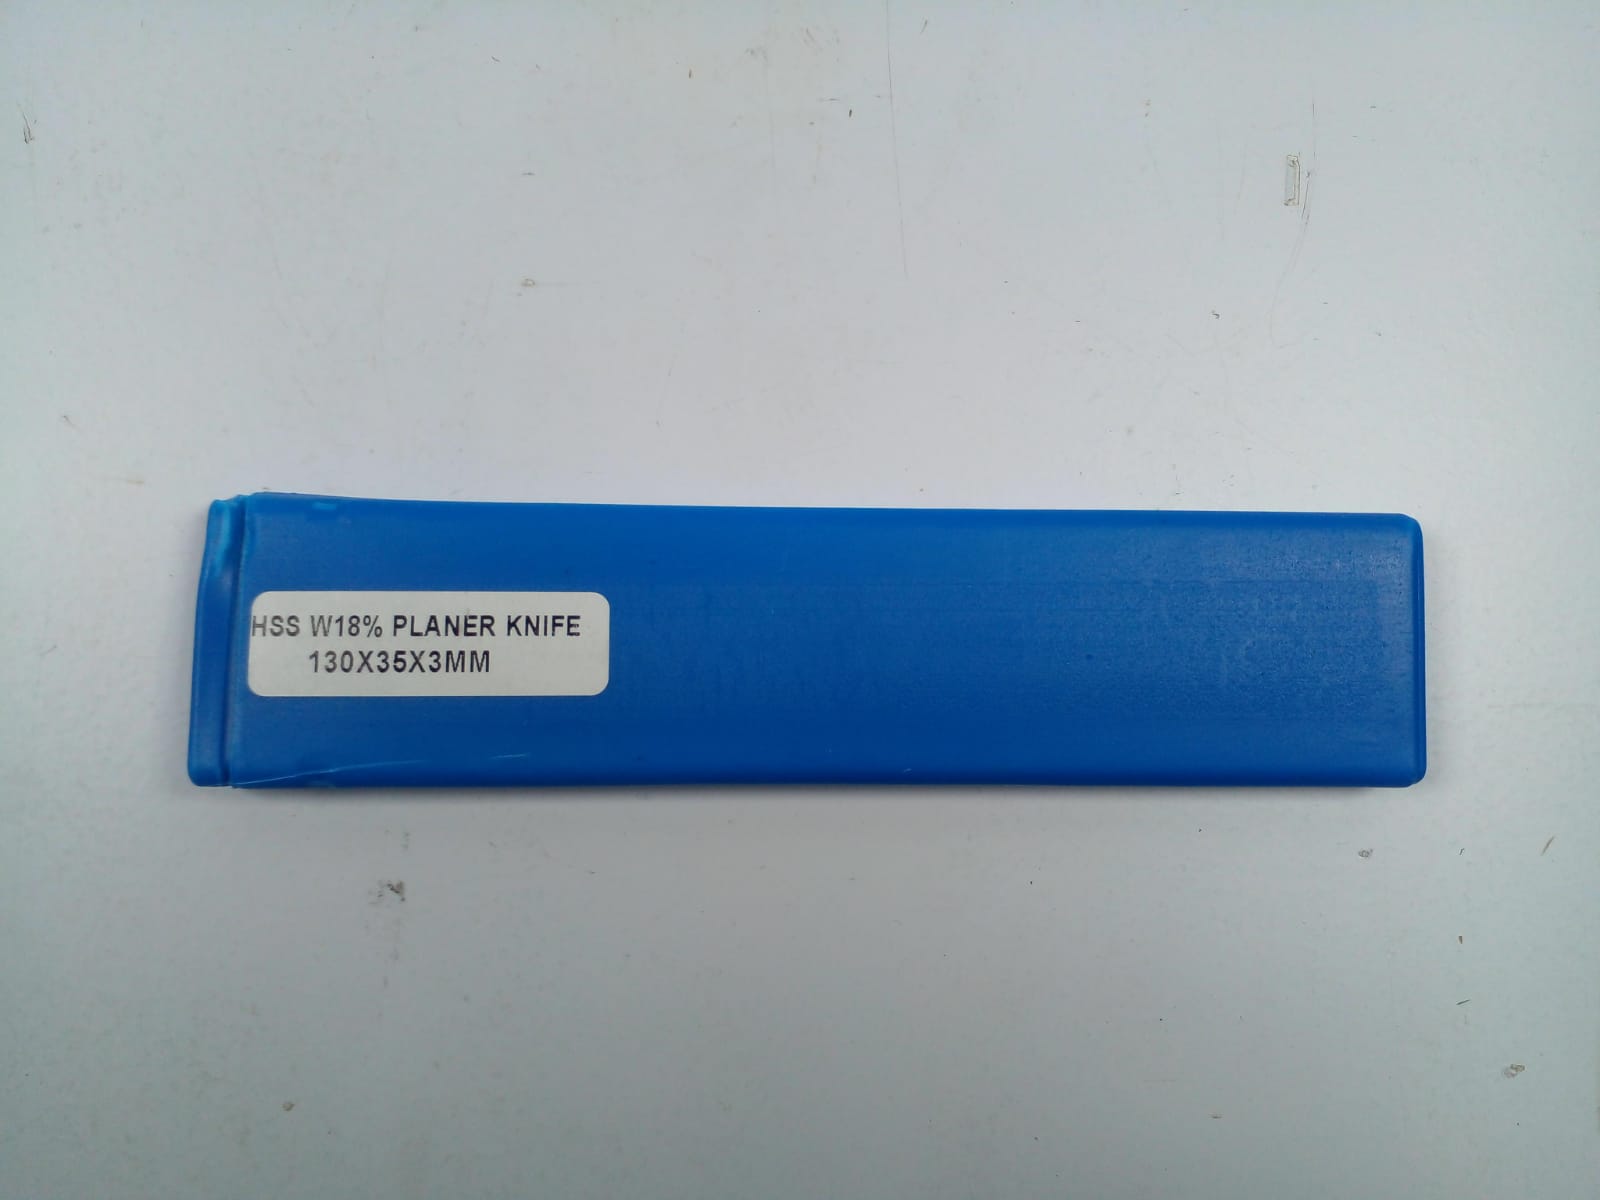 HSS W18% PLANER KNIFE
130X35X3MM